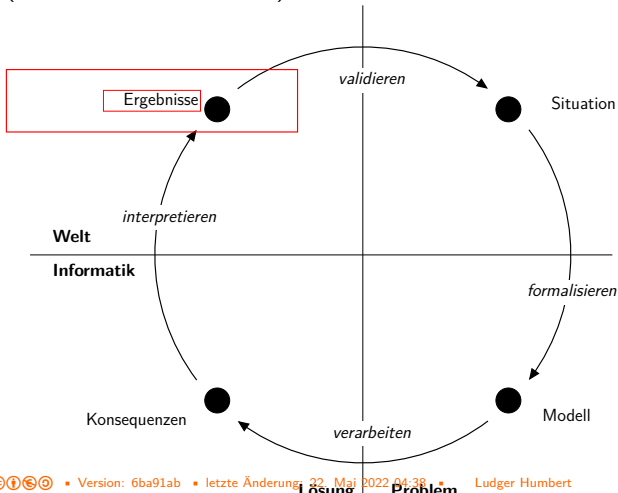 validieren
Ergebnisse
Situation
interpretieren
Welt
Informatik
formalisieren
Konsequenzen
Modell
verarbeiten
• Version: 6ba91ab • letzte Änderung: 22. Mai 2022 04:38 • Ludger Humbert
Lösung Problem